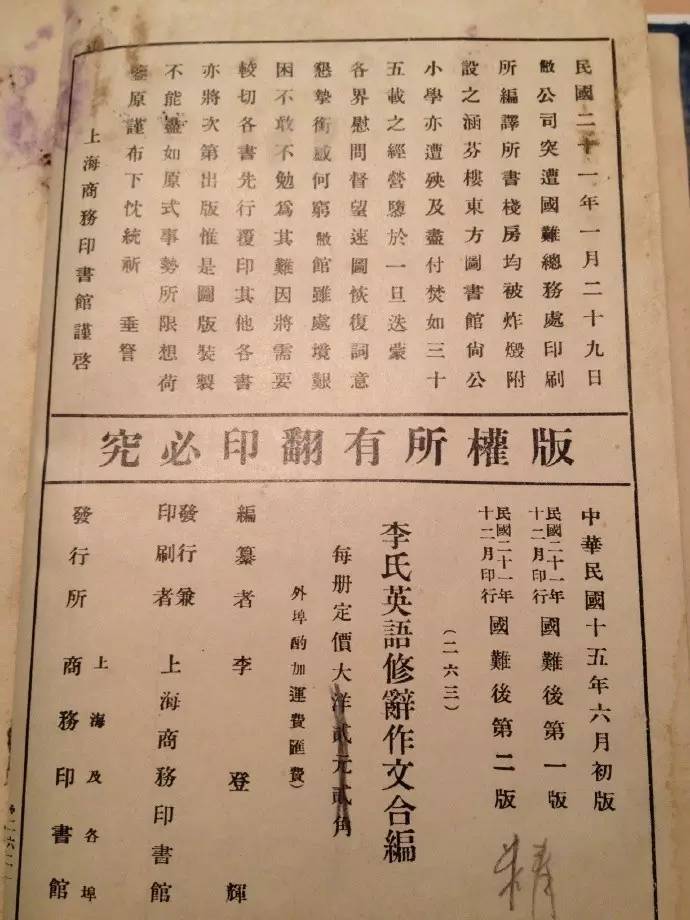 民國二十一年一月二十九日
敝公司突遭國難總務處印刷
所編譯所書棧房均被炸燬附
設之涵芬樓東方圖書館尙公
小學亦遭殃及盡付焚如三十
五載之經營隳於一旦迭蒙
各界慰問督望速圖恢復詞意
懇摯銜感何窮敝館雖處境艱
困不敢不勉爲其難因將需要
較切各書先行覆印其他各書
亦將次第出版惟是圖版裝製
不能盡如原式事勢所限想荷
鑒原謹布下忱統祈 垂詧
上海商務印書館謹啓
版權所有翻印必究
中華民國十五年六月初版
民國二十一年十二月印行 國難後第一版
民國二十一年十二月印行 國難後第二版
(二六三)
李氏英語修辭作文合編
每册定價大洋貳元貳角
外埠酌加運費匯費
編纂者 李登輝
發行兼印刷者 上海商務印書館
發行所 上海及各埠 商務印書館